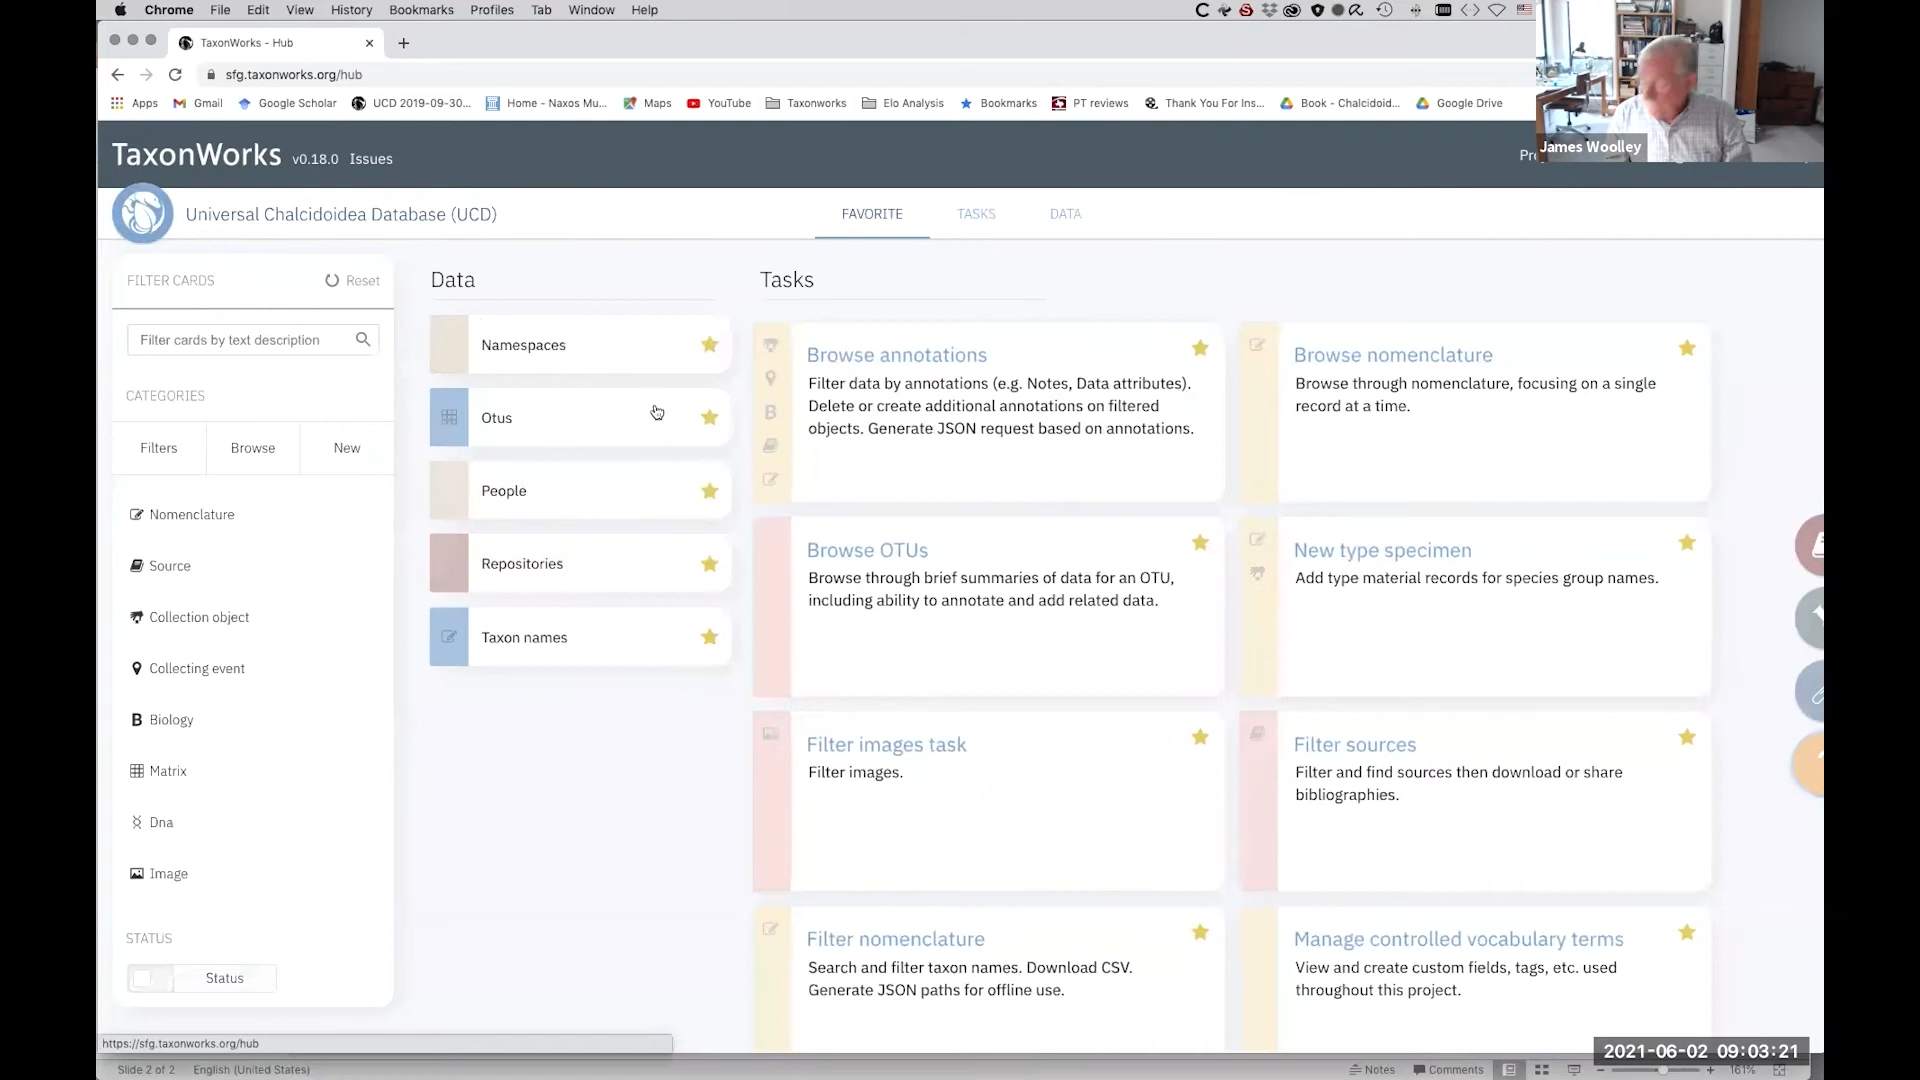 Chrome File Edit View History Bookmarks Profiles Tab Window Help
TaxonWorks - Hub
sfg.taxonworks.org/hub
Apps Gmail Google Scholar UCD 2019-09-30... Home - Naxos Mu... Maps YouTube Taxonworks Elo Analysis Bookmarks PT reviews Thank You For Ins... Book - Chalcidoid... Google Drive
James Woolley
TaxonWorks v0.18.0 Issues
Universal Chalcidoidea Database (UCD)
FAVORITE TASKS DATA
FILTER CARDS Reset
Filter cards by text description
CATEGORIES
Filters Browse New
Nomenclature
Source
Collection object
Collecting event
B Biology
Matrix
Dna
Image
STATUS
Status
Data
Namespaces
Otus
People
Repositories
Taxon names
Tasks
Browse annotations
Filter data by annotations (e.g. Notes, Data attributes).
Delete or create additional annotations on filtered
objects. Generate JSON request based on annotations.
B
Browse nomenclature
Browse through nomenclature, focusing on a single
record at a time.
Browse OTUs
Browse through brief summaries of data for an OTU,
including ability to annotate and add related data.
New type specimen
Add type material records for species group names.
Filter images task
Filter images.
Filter sources
Filter and find sources then download or share
bibliographies.
Filter nomenclature
Search and filter taxon names. Download CSV.
Generate JSON paths for offline use.
Manage controlled vocabulary terms
View and create custom fields, tags, etc. used
throughout this project.
https://sfg.taxonworks.org/hub
2021-06-02 09:03:21
Slide 2 of 2 English (United States) Notes Comments 161%